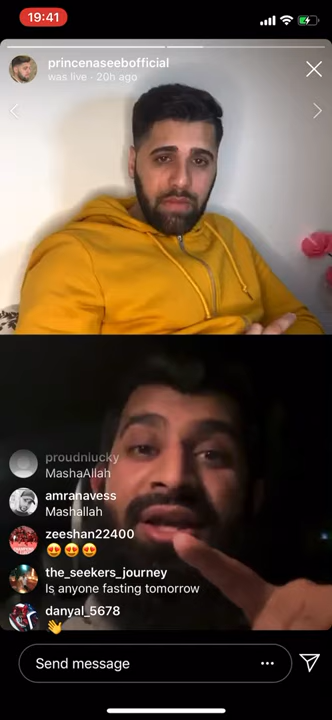 19:41
princenaseebofficial
was live · 20h ago
proudnlucky
MashaAllah
amranavess
Mashallah
zeeshan22400
😍😍😍
the_seekers_journey
Is anyone fasting tomorrow
danyal_5678
👋
Send message